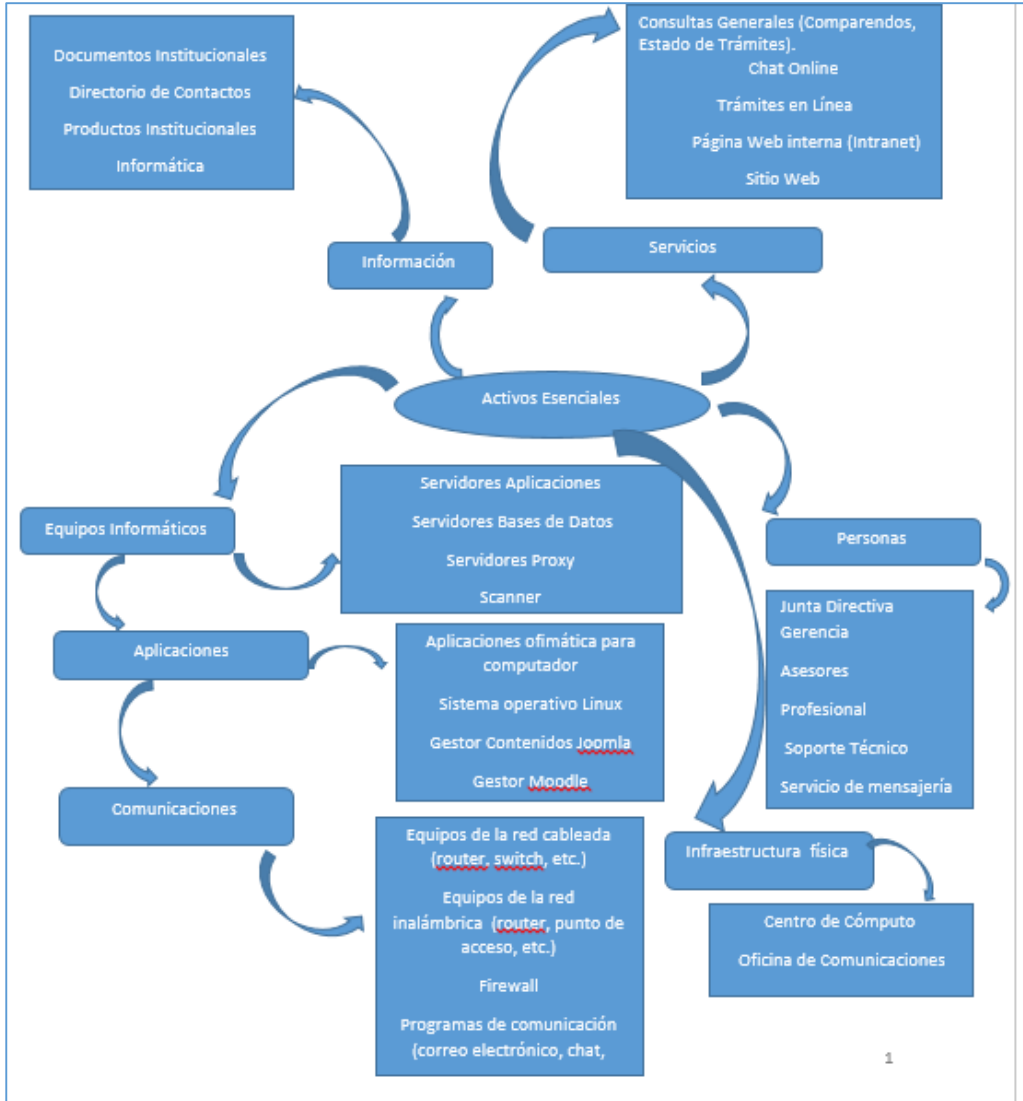 Documentos Institucionales
Directorio de Contactos
Productos Institucionales
Informática
Consultas Generales (Comparendos,
Estado de Trámites).
Chat Online
Trámites en Línea
Página Web interna (Intranet)
Sitio Web
Información
Servicios
Activos Esenciales
Equipos Informáticos
Servidores Aplicaciones
Servidores Bases de Datos
Servidores Proxy
Scanner
Personas
Junta Directiva
Gerencia
Asesores
Profesional
Soporte Técnico
Servicio de mensajería
Aplicaciones
Aplicaciones ofimática para
computador
Sistema operativo Linux
Gestor Contenidos Joomla
Gestor Moodle
Comunicaciones
Equipos de la red cableada
(router, switch, etc.)
Equipos de la red
inalámbrica (router, punto de
acceso, etc.)
Firewall
Programas de comunicación
(correo electrónico, chat,
Infraestructura física
Centro de Cómputo
Oficina de Comunicaciones
1